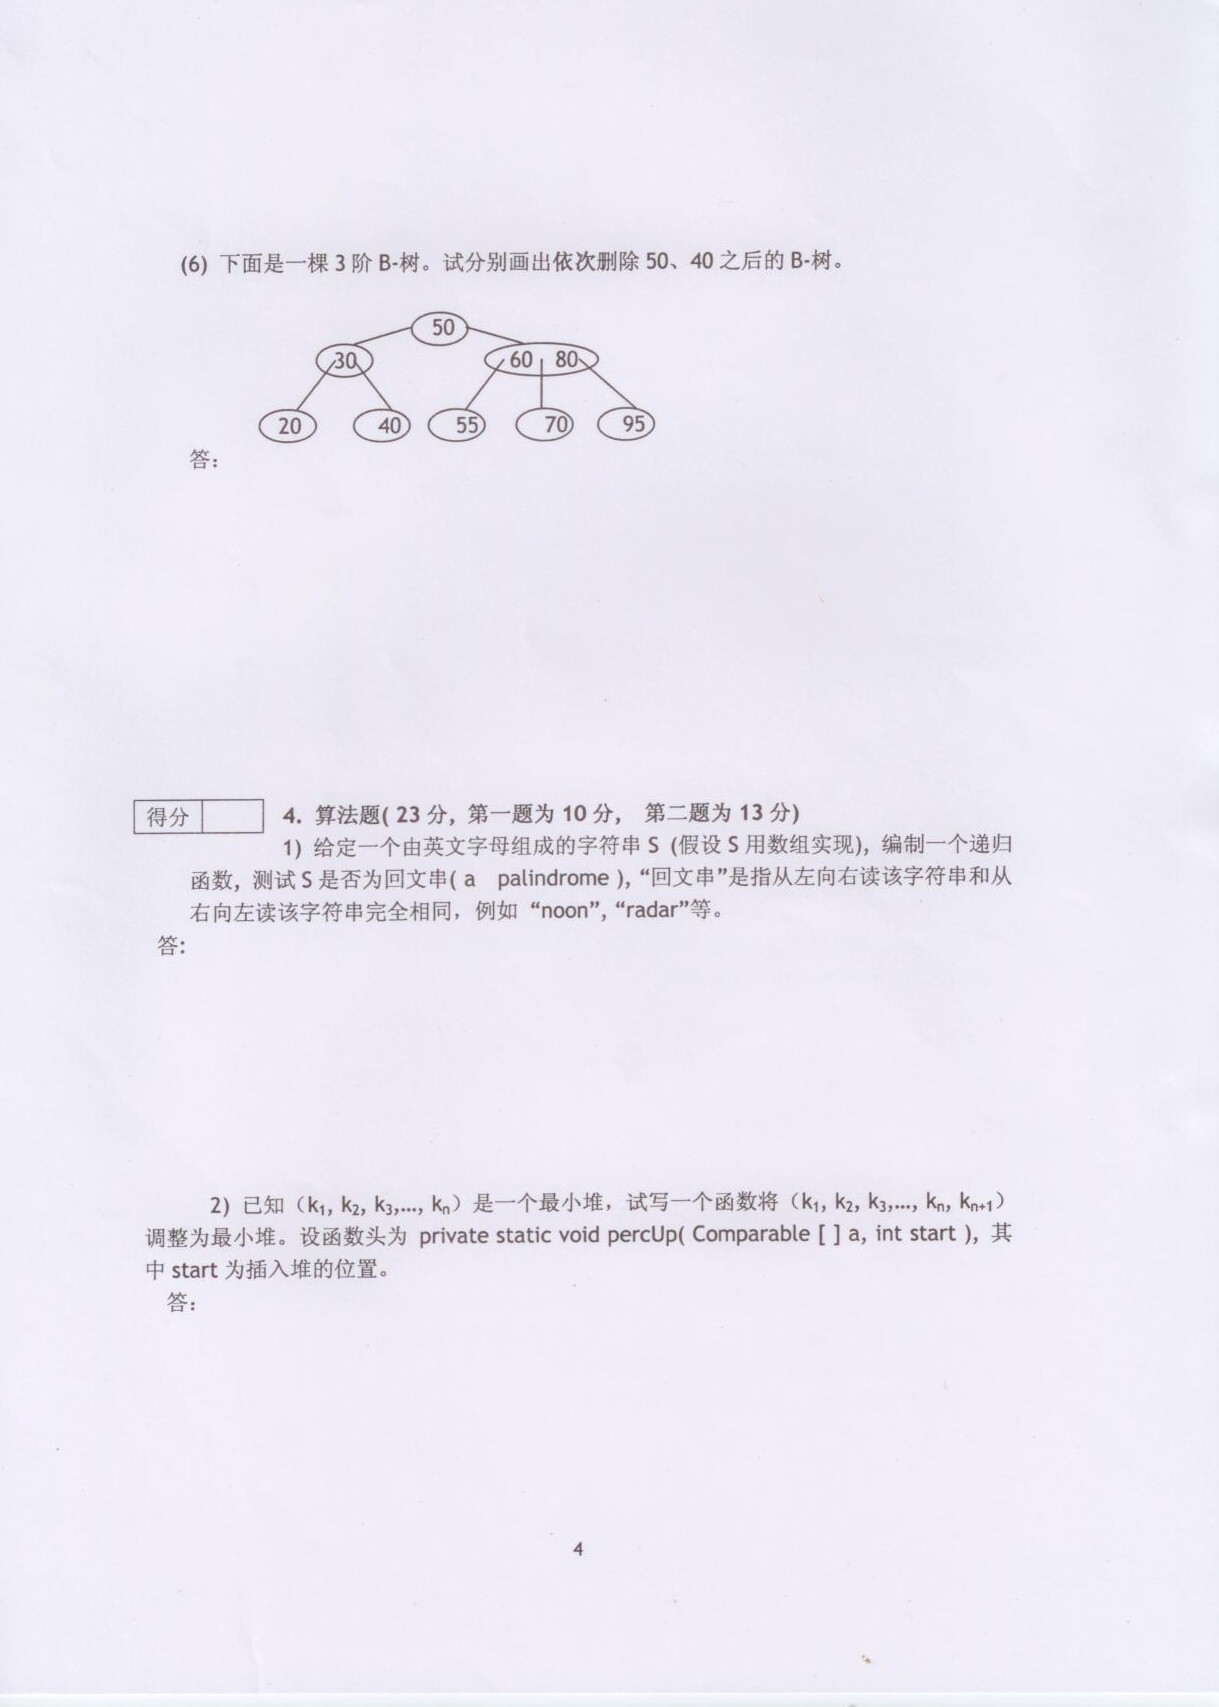 (6) 下面是一棵 3 阶 B-树。试分别画出依次删除 50、40 之后的 B-树。
50
30 60 80
20 40 55 70 95
答：
得分 4. 算法题( 23 分，第一题为 10 分， 第二题为 13 分)
1) 给定一个由英文字母组成的字符串 S (假设 S 用数组实现)，编制一个递归
函数，测试 S 是否为回文串( a palindrome )，“回文串”是指从左向右读该字符串和从
右向左读该字符串完全相同，例如 “noon”, “radar”等。
答:
2) 已知（k₁, k₂, k₃,..., kₙ）是一个最小堆，试写一个函数将（k₁, k₂, k₃,..., kₙ, kₙ₊₁）
调整为最小堆。设函数头为 private static void percUp( Comparable [ ] a, int start )，其
中 start 为插入堆的位置。
答：
4